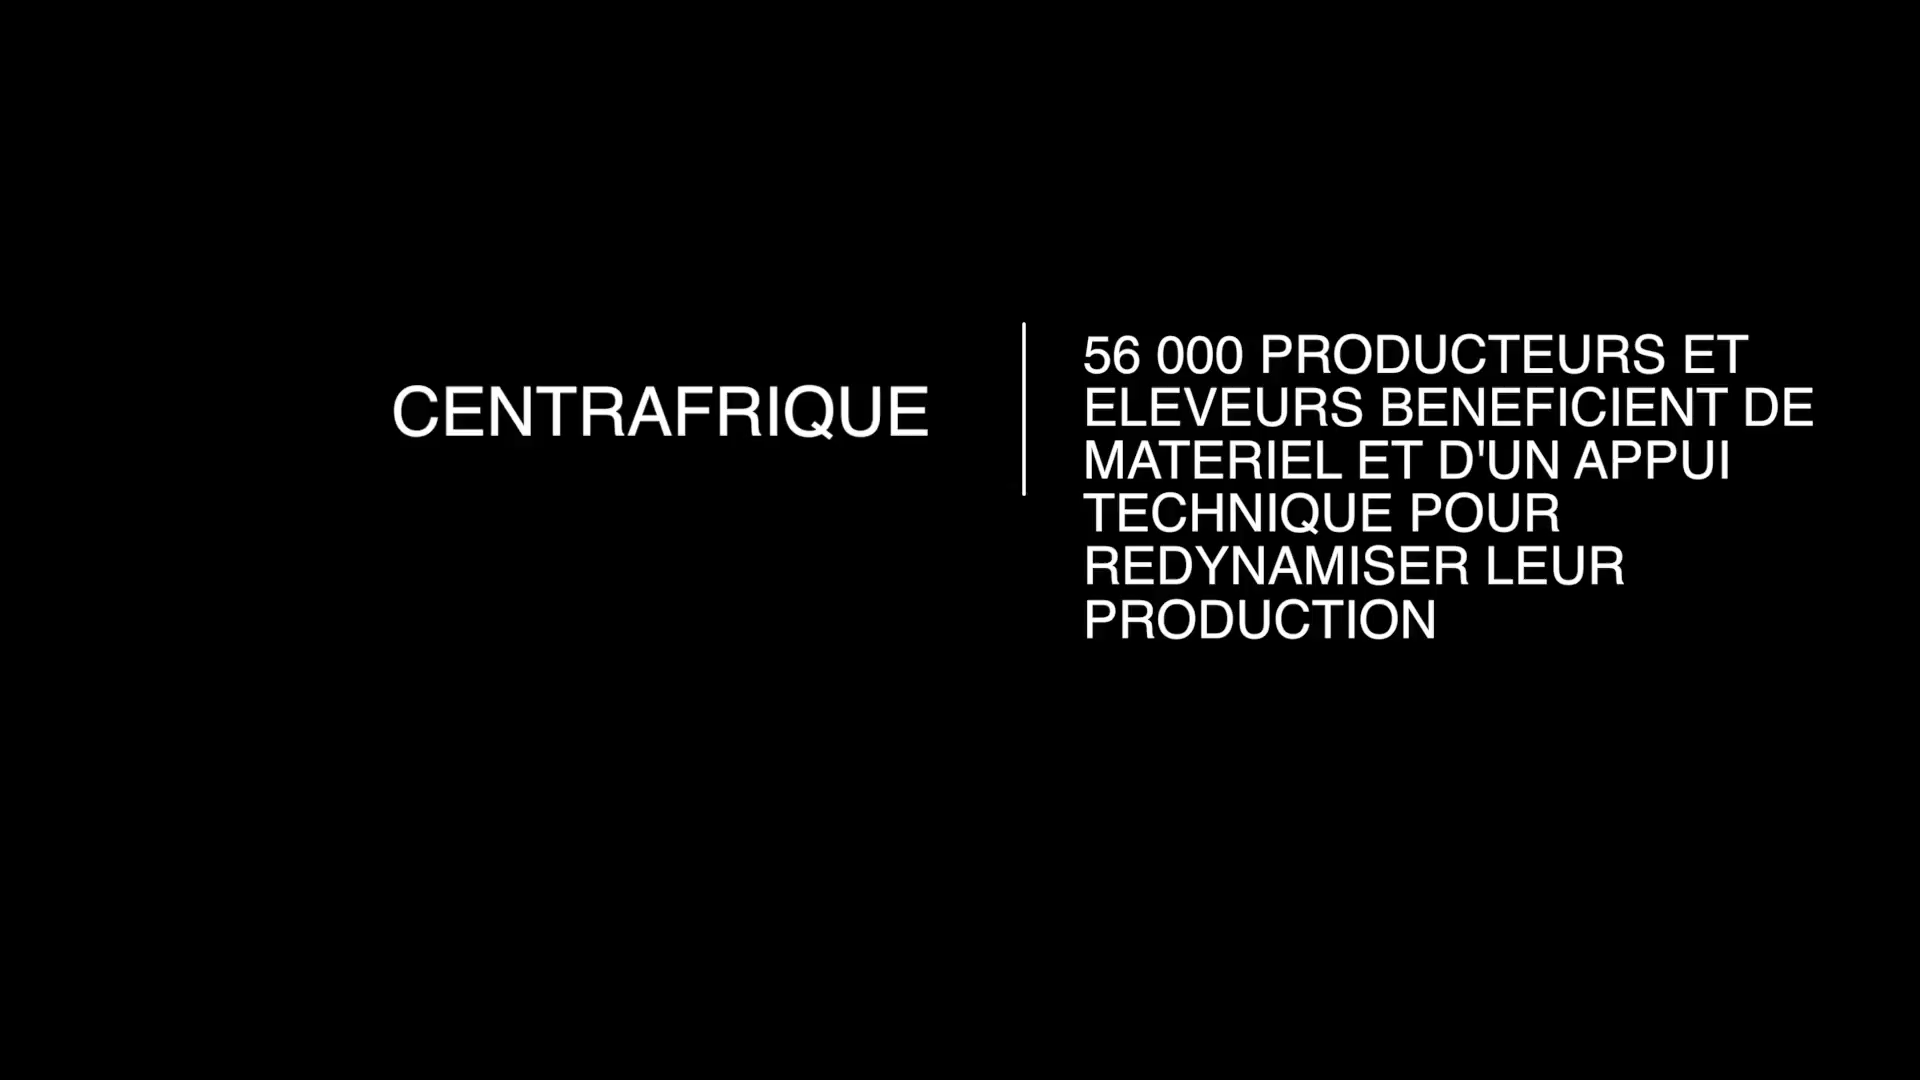 CENTRAFRIQUE
56 000 PRODUCTEURS ET
ELEVEURS BENEFICIENT DE
MATERIEL ET D'UN APPUI
TECHNIQUE POUR
REDYNAMISER LEUR
PRODUCTION